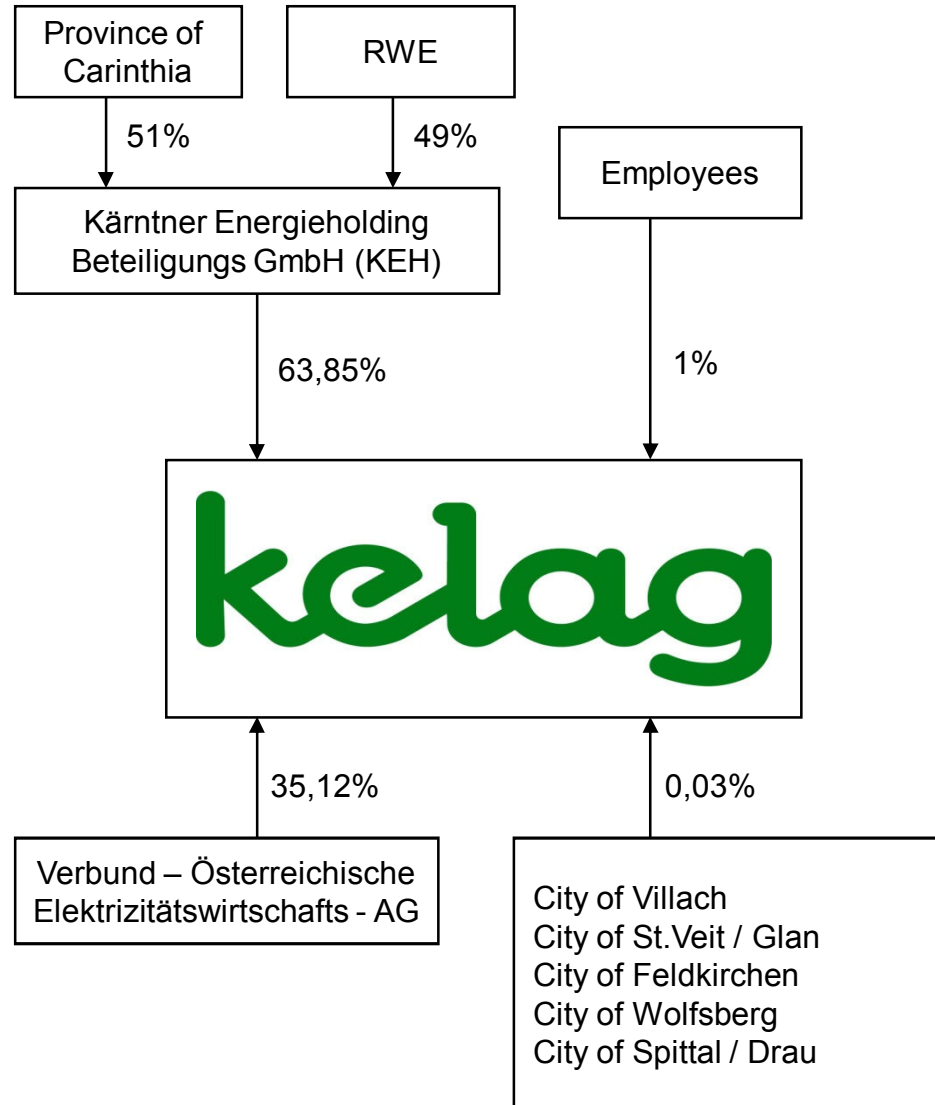 Province of
Carinthia
RWE
51%
49%
Employees
Kärntner Energieholding
Beteiligungs GmbH (KEH)
63,85%
1%
kelag
35,12%
0,03%
Verbund – Österreichische
Elektrizitätswirtschafts - AG
City of Villach
City of St.Veit / Glan
City of Feldkirchen
City of Wolfsberg
City of Spittal / Drau